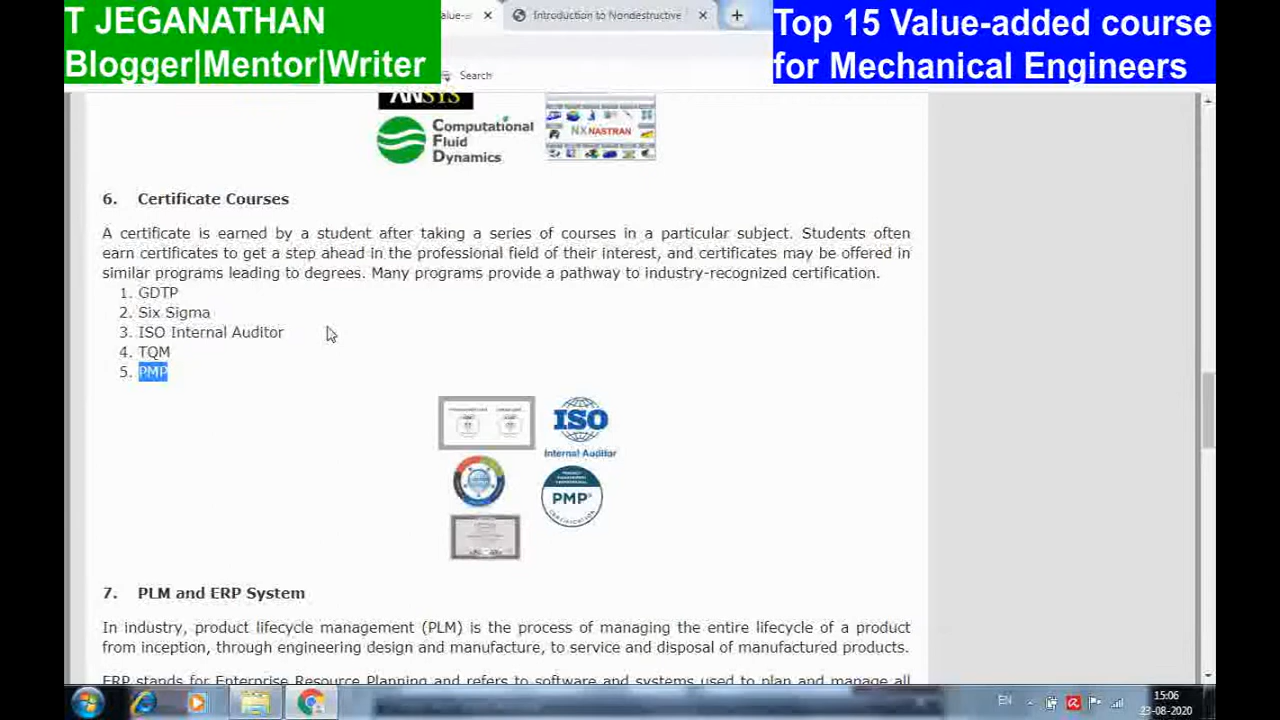 T JEGANATHAN
Blogger|Mentor|Writer
Introduction to Nondestructive
Top 15 Value-added course
for Mechanical Engineers
Search
ANSYS
Computational
Fluid
Dynamics
NX NASTRAN
6. Certificate Courses
A certificate is earned by a student after taking a series of courses in a particular subject. Students often
earn certificates to get a step ahead in the professional field of their interest, and certificates may be offered in
similar programs leading to degrees. Many programs provide a pathway to industry-recognized certification.
1. GDTP
2. Six Sigma
3. ISO Internal Auditor
4. TQM
5. PMP
ISO
Internal Auditor
PMP®
7. PLM and ERP System
In industry, product lifecycle management (PLM) is the process of managing the entire lifecycle of a product
from inception, through engineering design and manufacture, to service and disposal of manufactured products.
ERP stands for Enterprise Resource Planning and refers to software and systems used to plan and manage all
EN
15:06
23-08-2020